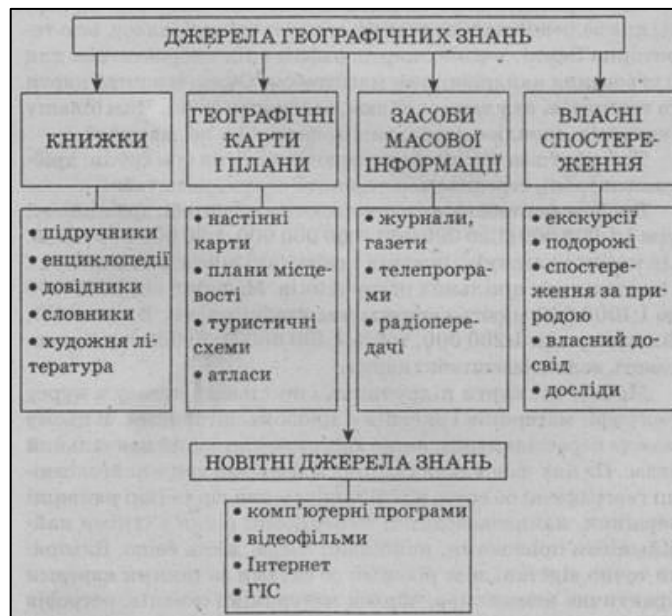 ДЖЕРЕЛА ГЕОГРАФІЧНИХ ЗНАНЬ
КНИЖКИ
ГЕОГРАФІЧНІ
КАРТИ
І ПЛАНИ
ЗАСОБИ
МАСОВОЇ
ІНФОРМАЦІЇ
ВЛАСНІ
СПОСТЕРЕ-
ЖЕННЯ
• підручники
• енциклопедії
• довідники
• словники
• художня лі-
тература
• настінні
карти
• плани місце-
вості
• туристичні
схеми
• атласи
• журнали,
газети
• телепрогра-
ми
• радіопере-
дачі
• екскурсії
• подорожі
• спостере-
ження за при-
родою
• власний до-
свід
• досліди
НОВІТНІ ДЖЕРЕЛА ЗНАНЬ
• комп'ютерні програми
• відеофільми
• Інтернет
• ГІС